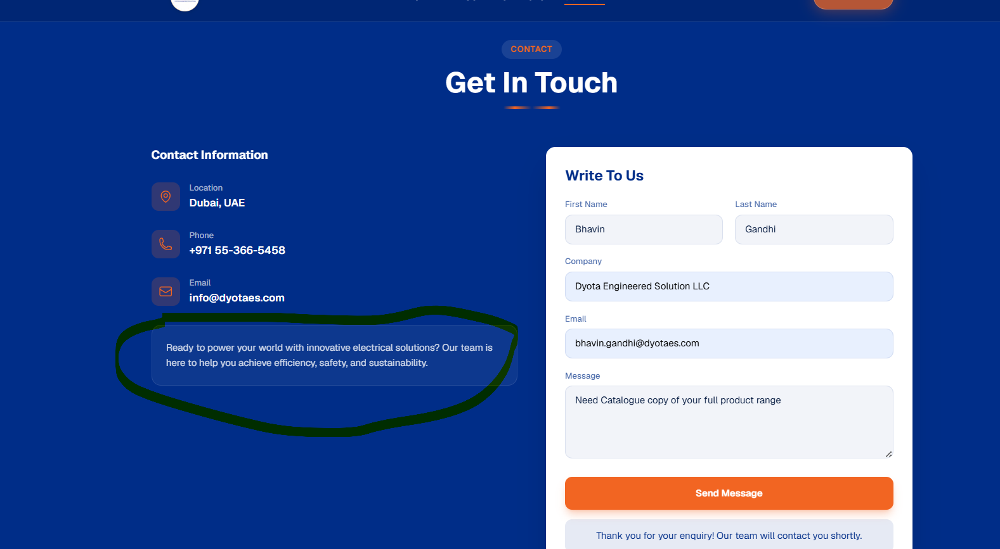 CONTACT
Get In Touch
Contact Information
Location
Dubai, UAE
Phone
+971 55-366-5458
Email
info@dyotaes.com
Ready to power your world with innovative electrical solutions? Our team is
here to help you achieve efficiency, safety, and sustainability.
Write To Us
First Name
Last Name
Bhavin
Gandhi
Company
Dyota Engineered Solution LLC
Email
bhavin.gandhi@dyotaes.com
Message
Need Catalogue copy of your full product range
Send Message
Thank you for your enquiry! Our team will contact you shortly.